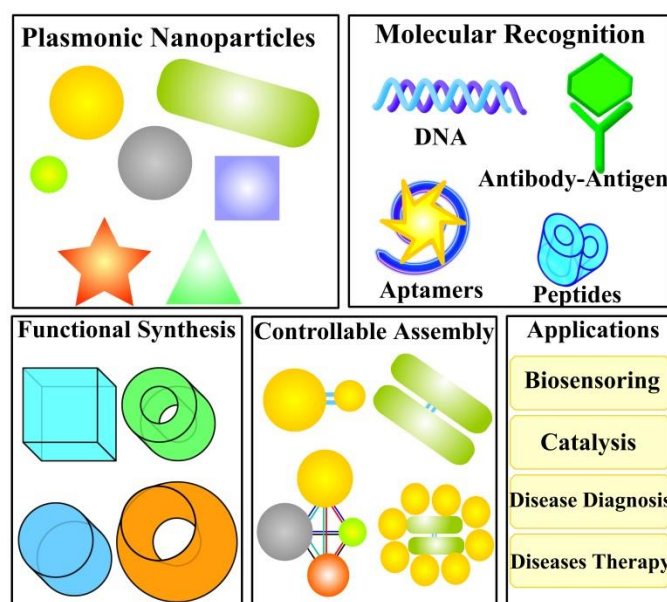 Plasmonic Nanoparticles
Molecular Recognition
DNA
Antibody-Antigen
Aptamers
Peptides
Functional Synthesis
Controllable Assembly
Applications
Biosensoring
Catalysis
Disease Diagnosis
Diseases Therapy